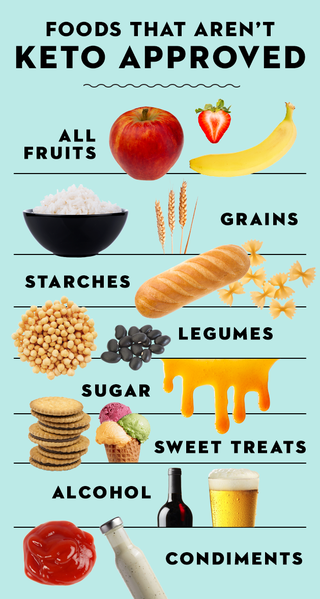 FOODS THAT AREN'T
KETO APPROVED
ALL
FRUITS
GRAINS
STARCHES
LEGUMES
SUGAR
SWEET TREATS
ALCOHOL
CONDIMENTS